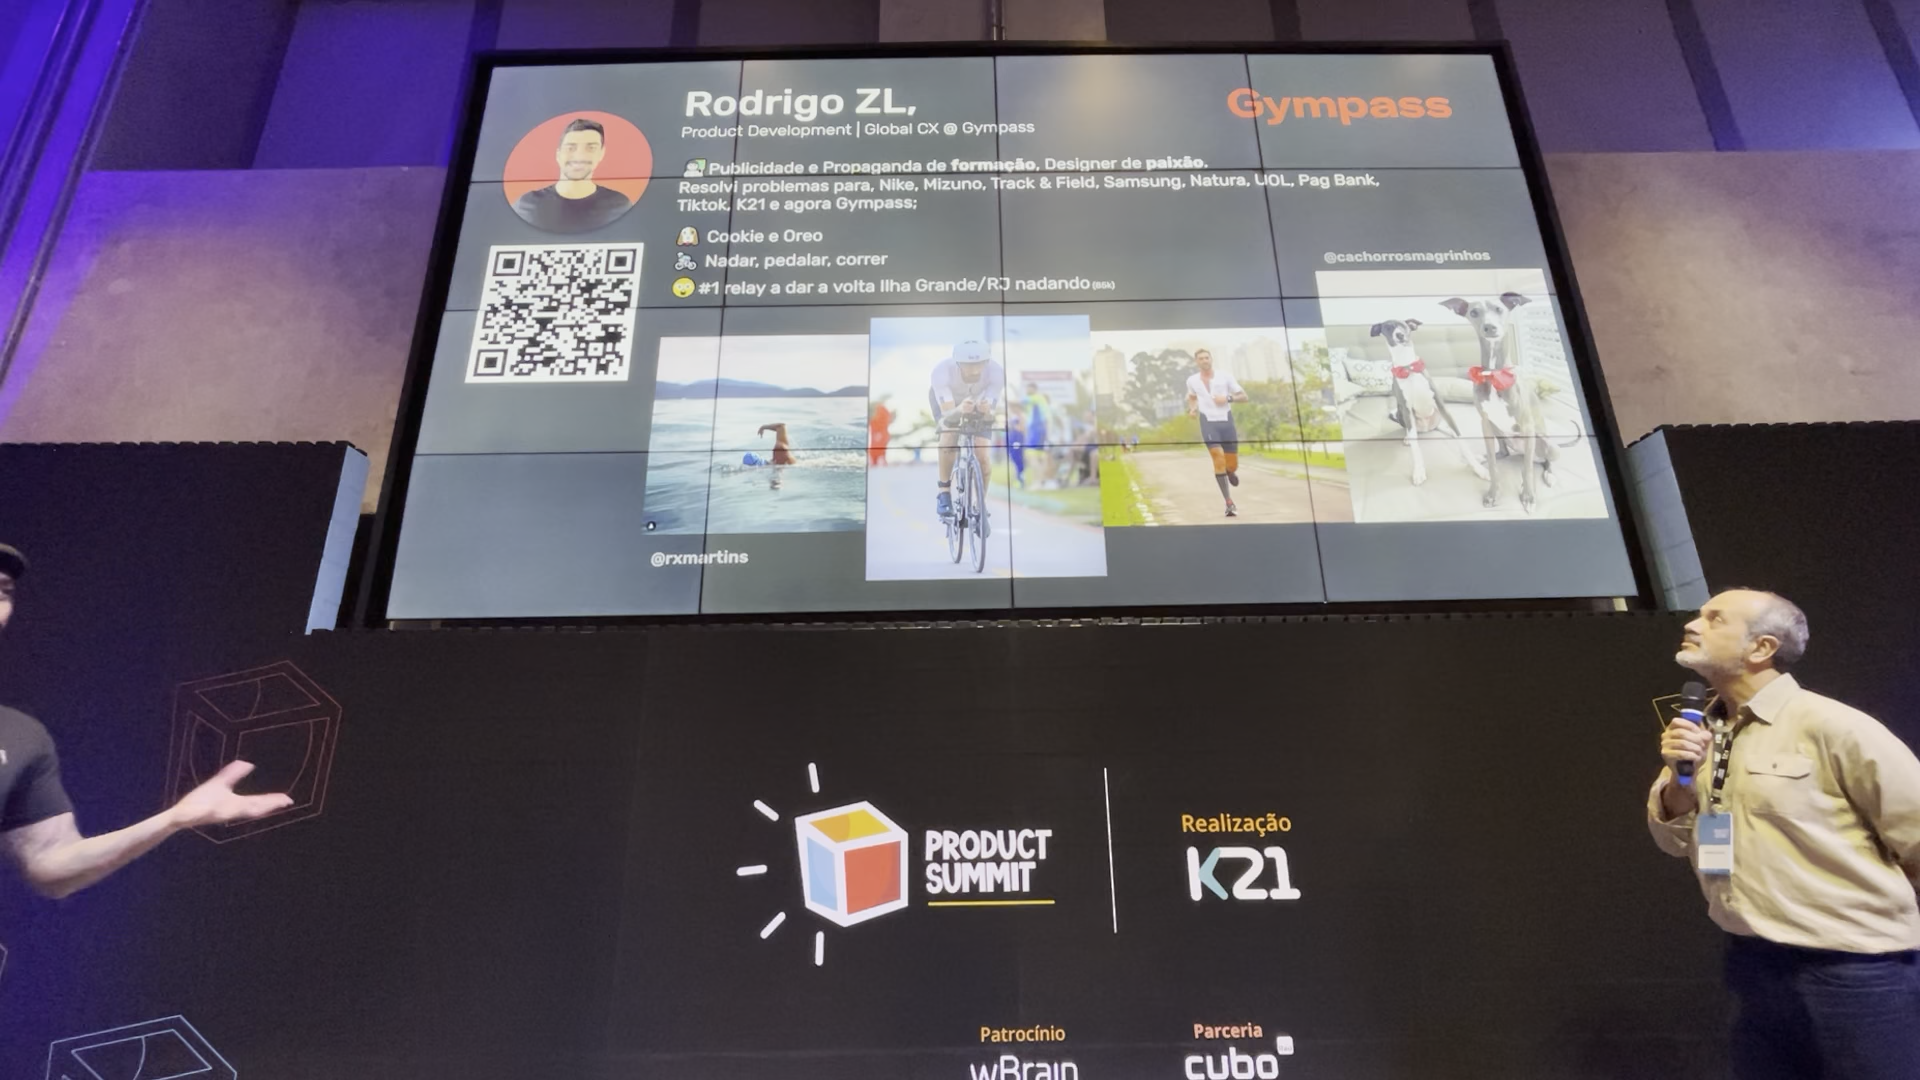 Rodrigo ZL,
Gympass
Product Development | Global CX @ Gympass
Publicidade e Propaganda de formação, Designer de paixão.
Resolvi problemas para, Nike, Mizuno, Track & Field, Samsung, Natura, UOL, Pag Bank,
Tiktok, K21 e agora Gympass;
Cookie e Oreo
Nadar, pedalar, correr
#1 relay a dar a volta Ilha Grande/RJ nadando
@cachorrosmagrinhos
@rxmartins
PRODUCT
SUMMIT
Realização
K21
Patrocínio
wBrain
Parceria
cubo